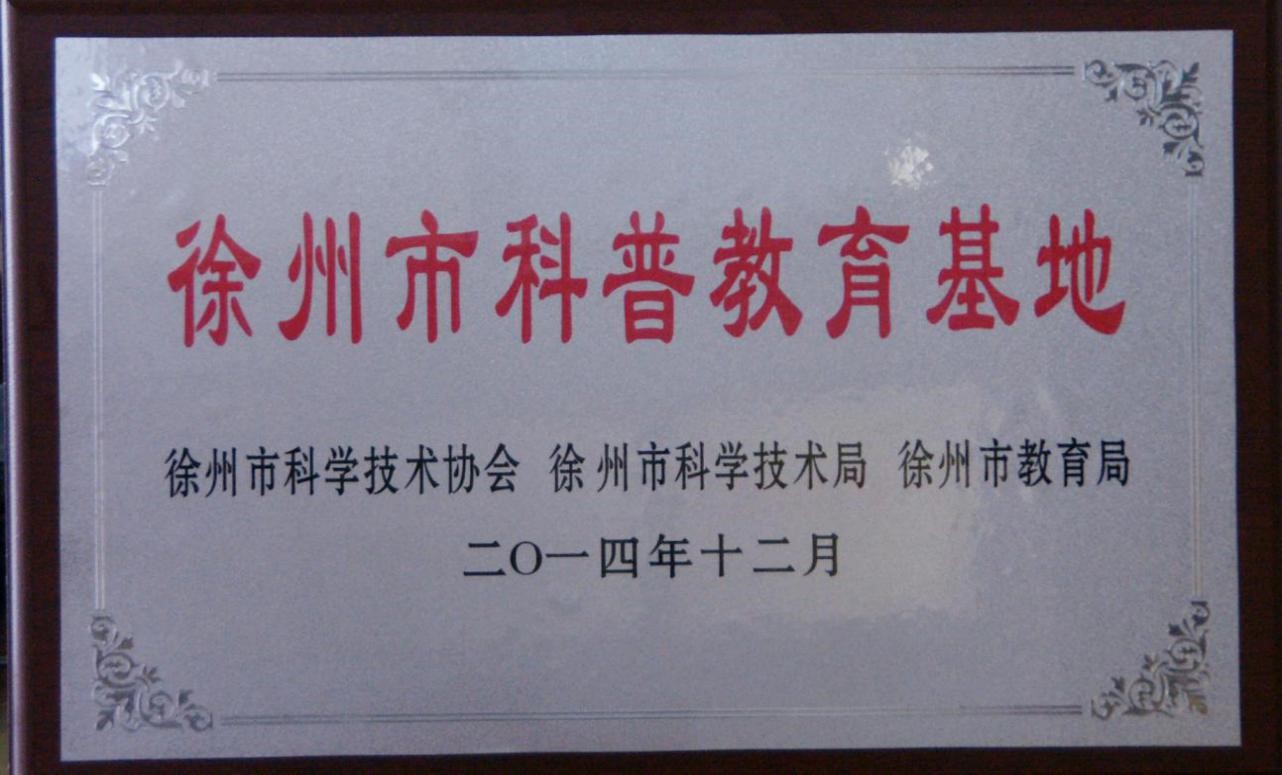 徐州市科普教育基地
徐州市科学技术协会 徐州市科学技术局 徐州市教育局
二〇一四年十二月